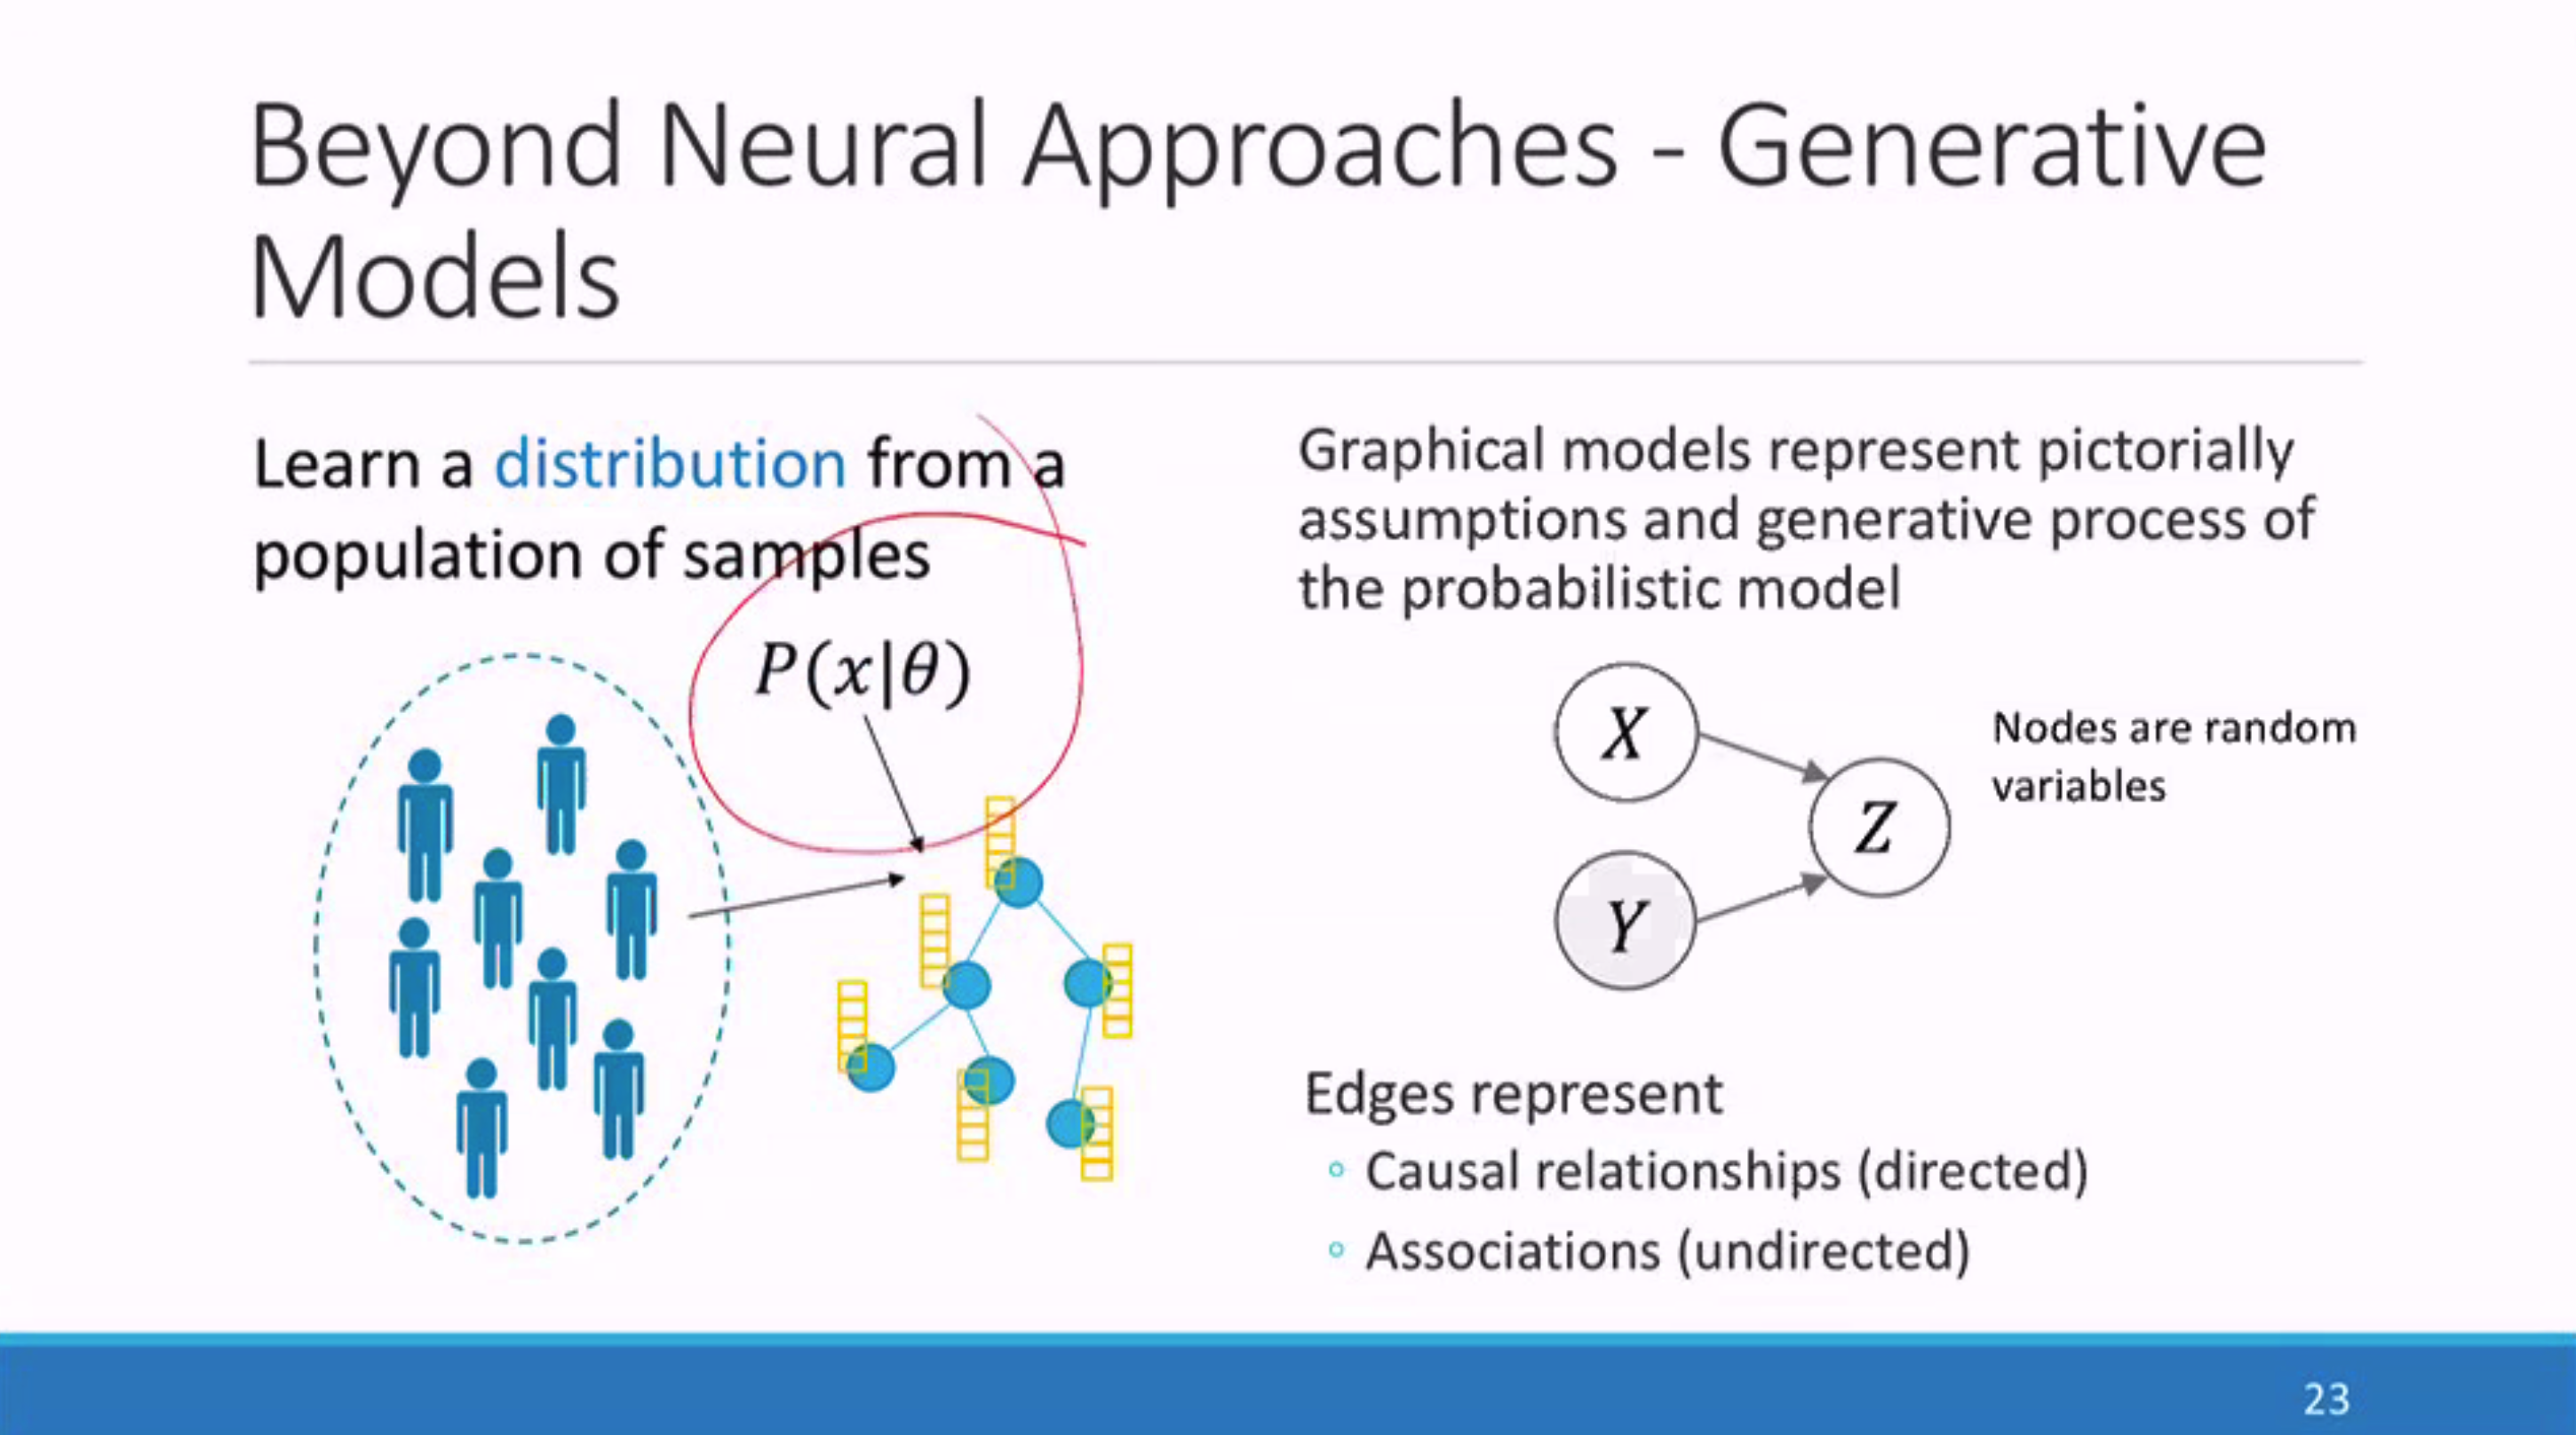 Beyond Neural Approaches - Generative
Models
Learn a distribution from a
population of samples
P(x|θ)
Graphical models represent pictorially
assumptions and generative process of
the probabilistic model
X
Y
Z
Nodes are random
variables
Edges represent
◦ Causal relationships (directed)
◦ Associations (undirected)
23